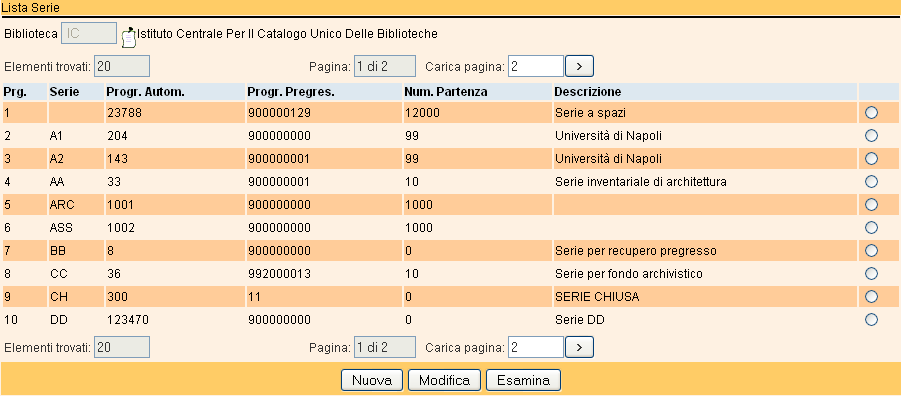 Lista Serie
Biblioteca IC Istituto Centrale Per Il Catalogo Unico Delle Biblioteche
Elementi trovati: 20 Pagina: 1 di 2 Carica pagina: 2 >
Prg. Serie Progr. Autom. Progr. Pregres. Num. Partenza Descrizione
1 23788 900000129 12000 Serie a spazi
2 A1 204 900000000 99 Università di Napoli
3 A2 143 900000001 99 Università di Napoli
4 AA 33 900000001 10 Serie inventariale di architettura
5 ARC 1001 900000000 1000
6 ASS 1002 900000000 1000
7 BB 8 900000000 0 Serie per recupero pregresso
8 CC 36 992000013 10 Serie per fondo archivistico
9 CH 300 11 0 SERIE CHIUSA
10 DD 123470 900000000 0 Serie DD
Elementi trovati: 20 Pagina: 1 di 2 Carica pagina: 2 >
Nuova Modifica Esamina